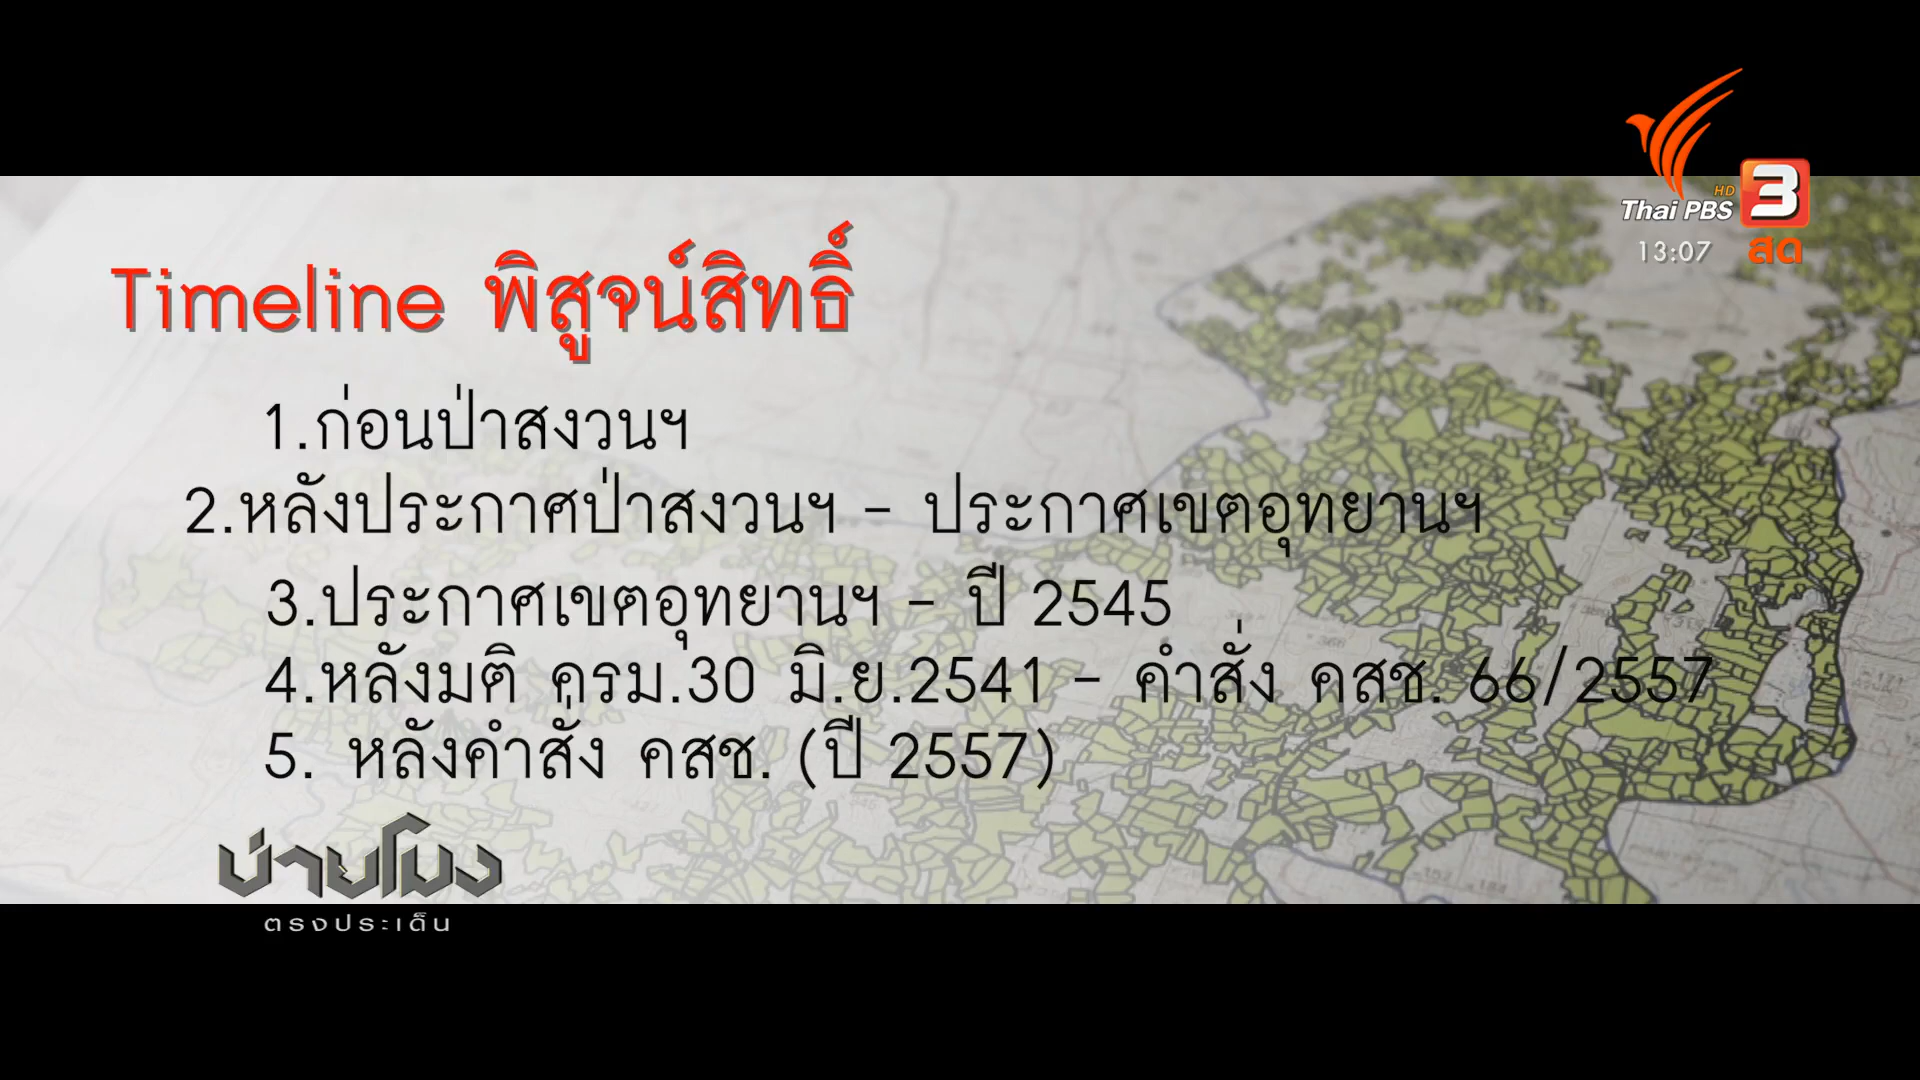 Thai PBS HD 3
13:07 สด
Timeline พิสูจน์สิทธิ์
1.ก่อนป่าสงวนฯ
2.หลังประกาศป่าสงวนฯ - ประกาศเขตอุทยานฯ
3.ประกาศเขตอุทยานฯ - ปี 2545
4.หลังมติ ครม.30 มิ.ย.2541 - คำสั่ง คสช. 66/2557
5. หลังคำสั่ง คสช. (ปี 2557)
บ่ายโมง
ตรงประเด็น